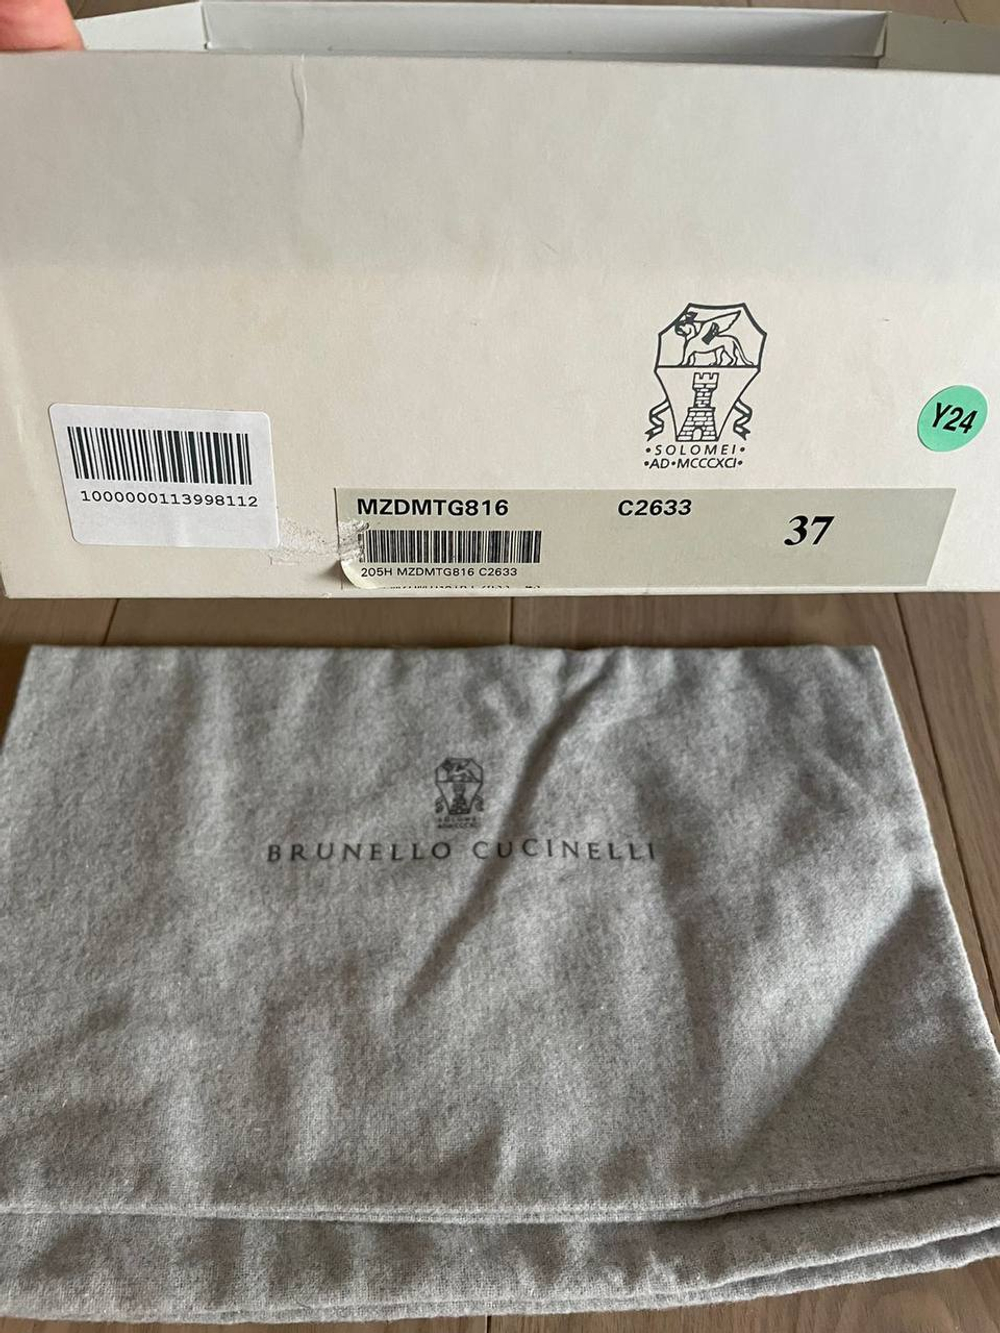 •SOLOMEI•
•AD•MCCCXCI•
Y24
1000000113998112
MZDMTG816 C2633 37
205H MZDMTG816 C2633
BRUNELLO CUCINELLI